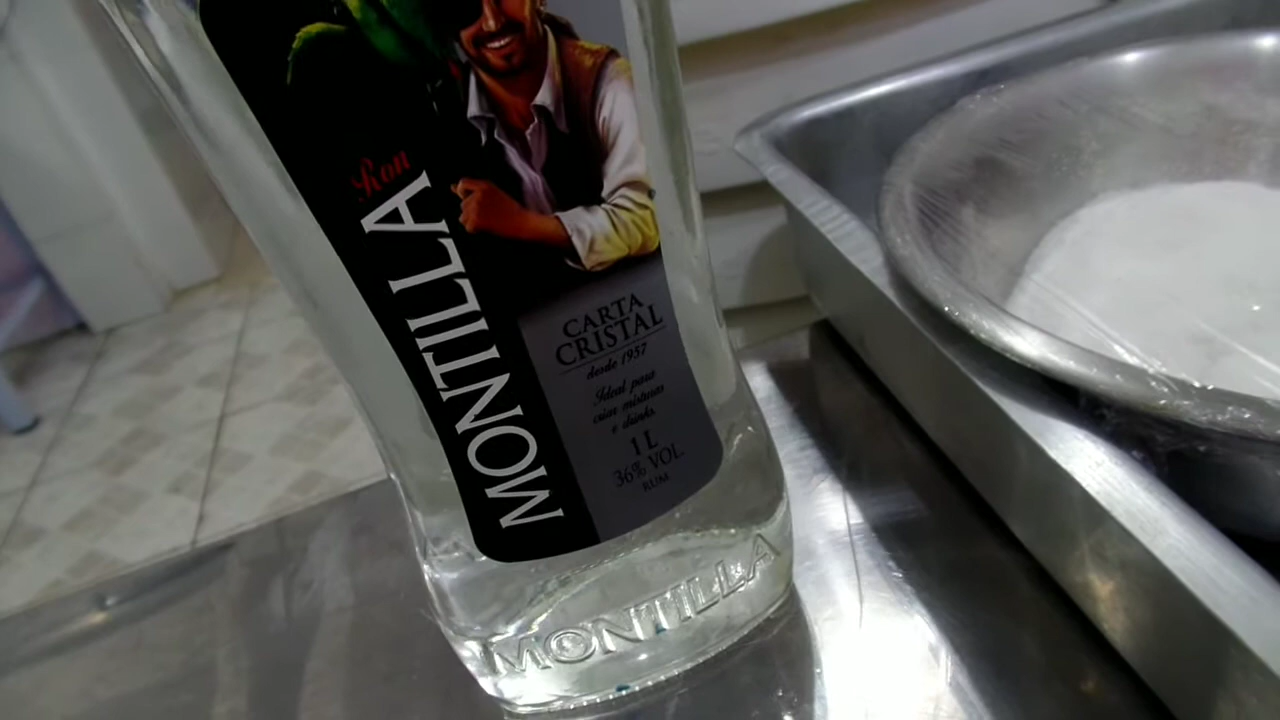 Ron
MONTILLA
CARTA
CRISTAL
desde 1957
Ideal para
criar misturas
e drinks.
1 L
36% VOL.
RUM
MONTILLA